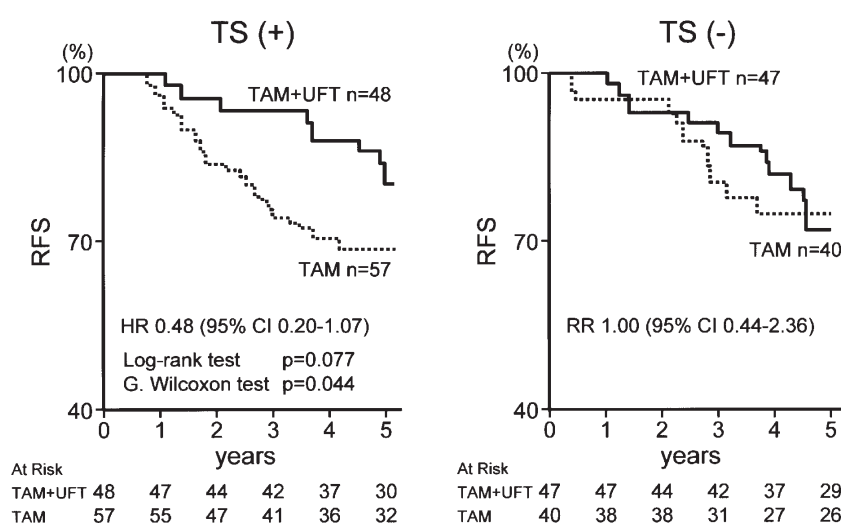 TS (+)
(%)
100
TAM+UFT n=48
RFS
70
TAM n=57
HR 0.48 (95% CI 0.20-1.07)
Log-rank test p=0.077
G. Wilcoxon test p=0.044
40
0 1 2 3 4 5
years
At Risk
TAM+UFT 48 47 44 42 37 30
TAM 57 55 47 41 36 32
TS (-)
(%)
100
TAM+UFT n=47
RFS
70
TAM n=40
RR 1.00 (95% CI 0.44-2.36)
40
0 1 2 3 4 5
years
At Risk
TAM+UFT 47 47 44 42 37 29
TAM 40 38 38 31 27 26